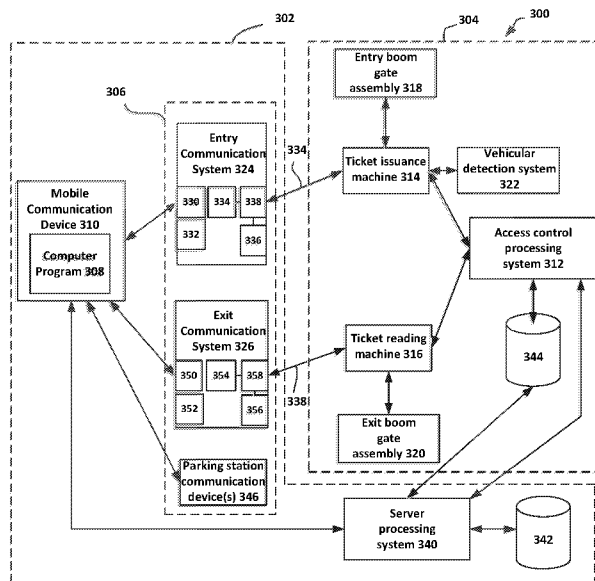 302
304
300
306
Entry boom
gate
assembly 318
Entry
Communication
System 324
334
Ticket issuance
machine 314
Vehicular
detection system
322
Mobile
Communication
Device 310
Computer
Program 308
330
334
338
332
336
Access control
processing
system 312
Exit
Communication
System 326
350
354
358
352
356
338
Ticket reading
machine 316
344
Exit boom
gate
assembly 320
Parking station
communication
device(s) 346
Server
processing
system 340
342